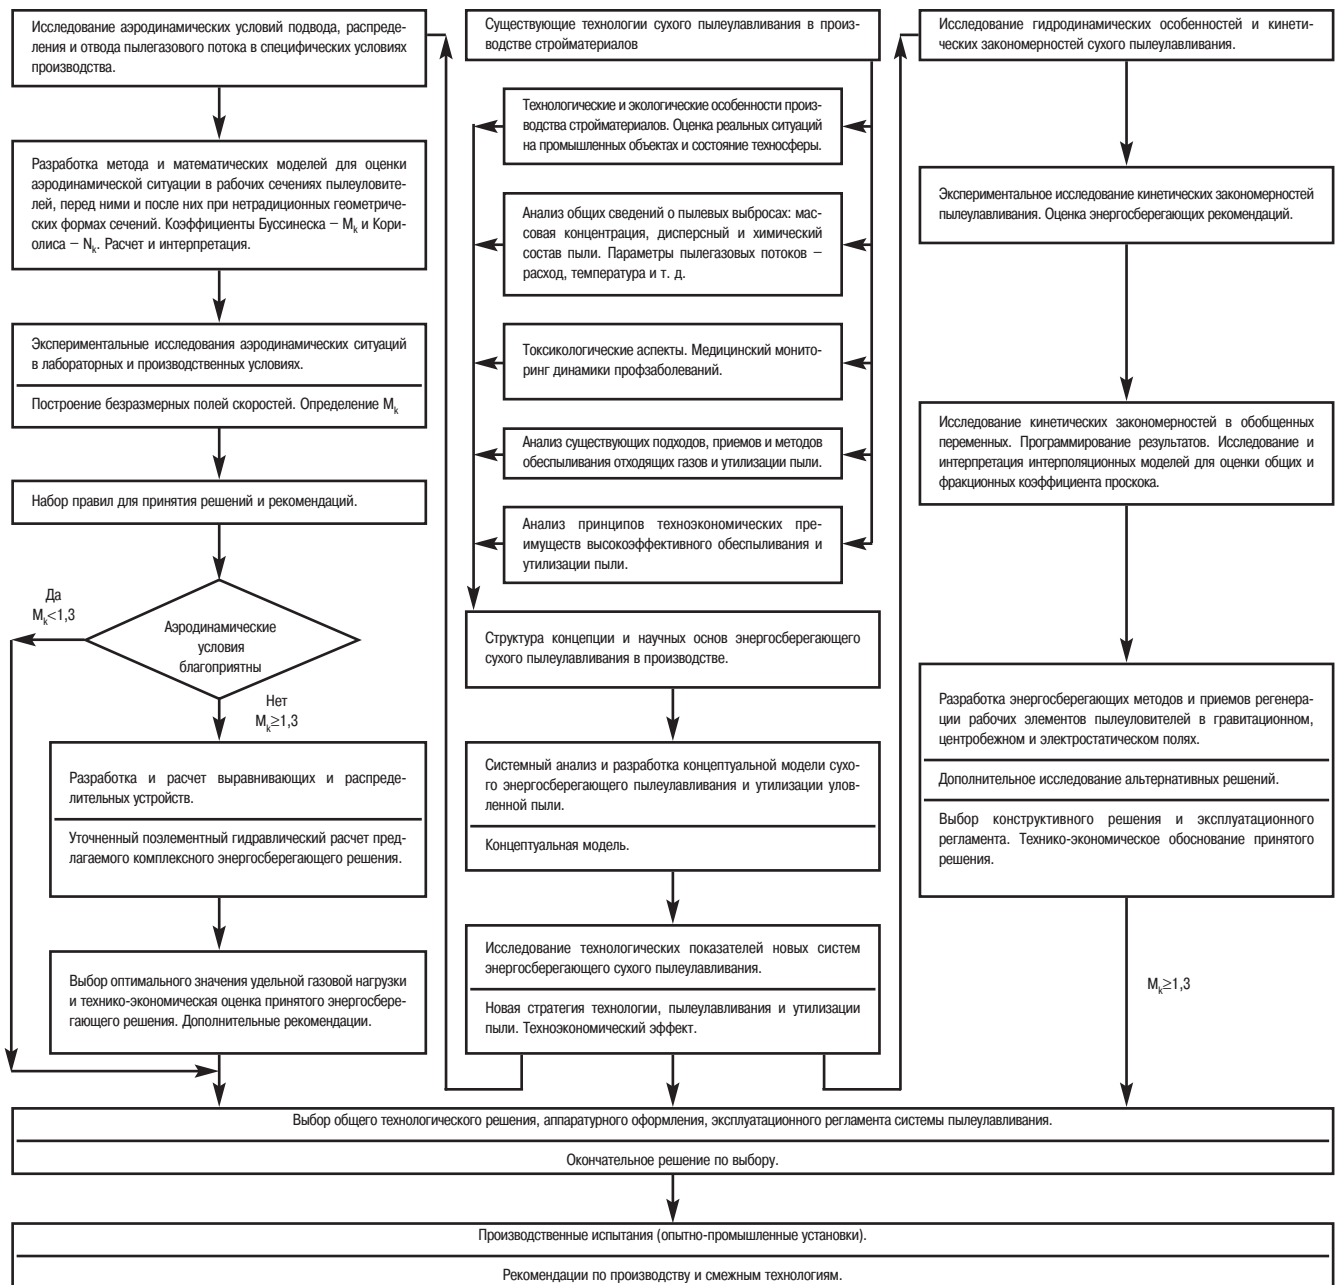 Исследование аэродинамических условий подвода, распреде-
ления и отвода пылегазового потока в специфических условиях
производства.
Разработка метода и математических моделей для оценки
аэродинамической ситуации в рабочих сечениях пылеуловите-
лей, перед ними и после них при нетрадиционных геометриче-
ских формах сечений. Коэффициенты Буссинеска – Mk и Кори-
олиса – Nk. Расчет и интерпретация.
Экспериментальные исследования аэродинамических ситуаций
в лабораторных и производственных условиях.
Построение безразмерных полей скоростей. Определение Mk
Набор правил для принятия решений и рекомендаций.
Да
Mk<1,3
Аэродинамические
условия
благоприятны
Нет
Mk≥1,3
Разработка и расчет выравнивающих и распреде-
лительных устройств.
Уточненный поэлементный гидравлический расчет пред-
лагаемого комплексного энергосберегающего решения.
Выбор оптимального значения удельной газовой нагрузки
и технико-экономическая оценка принятого энергосбере-
гающего решения. Дополнительные рекомендации.
Существующие технологии сухого пылеулавливания в произ-
водстве стройматериалов
Технологические и экологические особенности произ-
водства стройматериалов. Оценка реальных ситуаций
на промышленных объектах и состояние техносферы.
Анализ общих сведений о пылевых выбросах: мас-
совая концентрация, дисперсный и химический
состав пыли. Параметры пылегазовых потоков –
расход, температура и т. д.
Токсикологические аспекты. Медицинский монито-
ринг динамики профзаболеваний.
Анализ существующих подходов, приемов и методов
обеспыливания отходящих газов и утилизации пыли.
Анализ принципов техноэкономических пре-
имуществ высокоэффективного обеспыливания и
утилизации пыли.
Структура концепции и научных основ энергосберегающего
сухого пылеулавливания в производстве.
Системный анализ и разработка концептуальной модели сухо-
го энергосберегающего пылеулавливания и утилизации улов-
ленной пыли.
Концептуальная модель.
Исследование технологических показателей новых систем
энергосберегающего сухого пылеулавливания.
Новая стратегия технологии, пылеулавливания и утилизации
пыли. Техноэкономический эффект.
Исследование гидродинамических особенностей и кинети-
ческих закономерностей сухого пылеулавливания.
Экспериментальное исследование кинетических закономерностей
пылеулавливания. Оценка энергосберегающих рекомендаций.
Исследование кинетических закономерностей в обобщенных
переменных. Программирование результатов. Исследование и
интерпретация интерполяционных моделей для оценки общих и
фракционных коэффициента проскока.
Разработка энергосберегающих методов и приемов регенера-
ции рабочих элементов пылеуловителей в гравитационном,
центробежном и электростатическом полях.
Дополнительное исследование альтернативных решений.
Выбор конструктивного решения и эксплуатационного
регламента. Технико-экономическое обоснование принятого
решения.
Mk≥1,3
Выбор общего технологического решения, аппаратурного оформления, эксплуатационного регламента системы пылеулавливания.
Окончательное решение по выбору.
Производственные испытания (опытно-промышленные установки).
Рекомендации по производству и смежным технологиям.